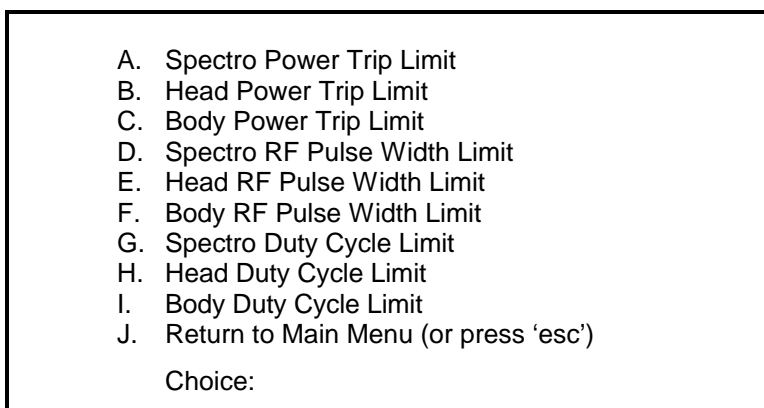 A. Spectro Power Trip Limit
B. Head Power Trip Limit
C. Body Power Trip Limit
D. Spectro RF Pulse Width Limit
E. Head RF Pulse Width Limit
F. Body RF Pulse Width Limit
G. Spectro Duty Cycle Limit
H. Head Duty Cycle Limit
I. Body Duty Cycle Limit
J. Return to Main Menu (or press ‘esc’)
Choice: